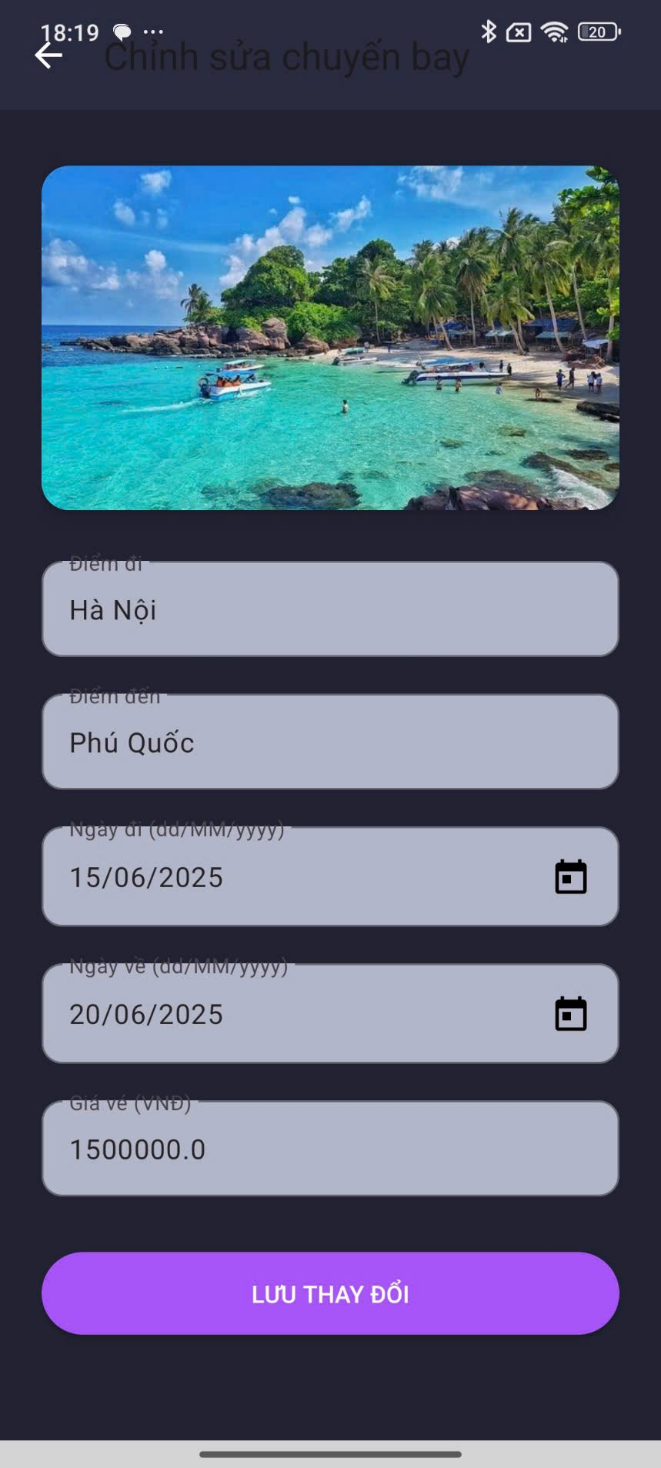 18:19
20
Chỉnh sửa chuyến bay
Điểm đi
Hà Nội
Điểm đến
Phú Quốc
Ngày đi (dd/MM/yyyy)
15/06/2025
Ngày về (dd/MM/yyyy)
20/06/2025
Giá vé (VNĐ)
1500000.0
LƯU THAY ĐỔI